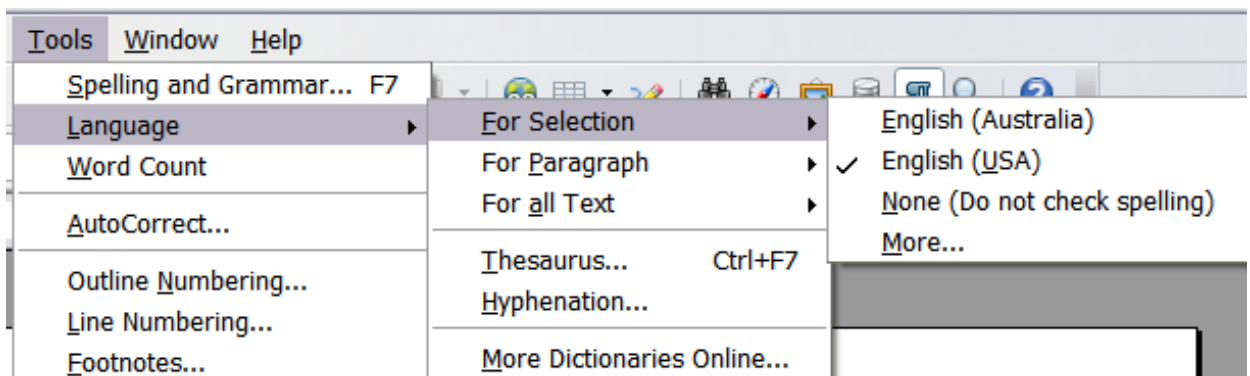 Tools Window Help
Spelling and Grammar... F7
Language
Word Count
AutoCorrect...
Outline Numbering...
Line Numbering...
Footnotes...
For Selection
For Paragraph
For all Text
Thesaurus... Ctrl+F7
Hyphenation...
More Dictionaries Online...
English (Australia)
English (USA)
None (Do not check spelling)
More...